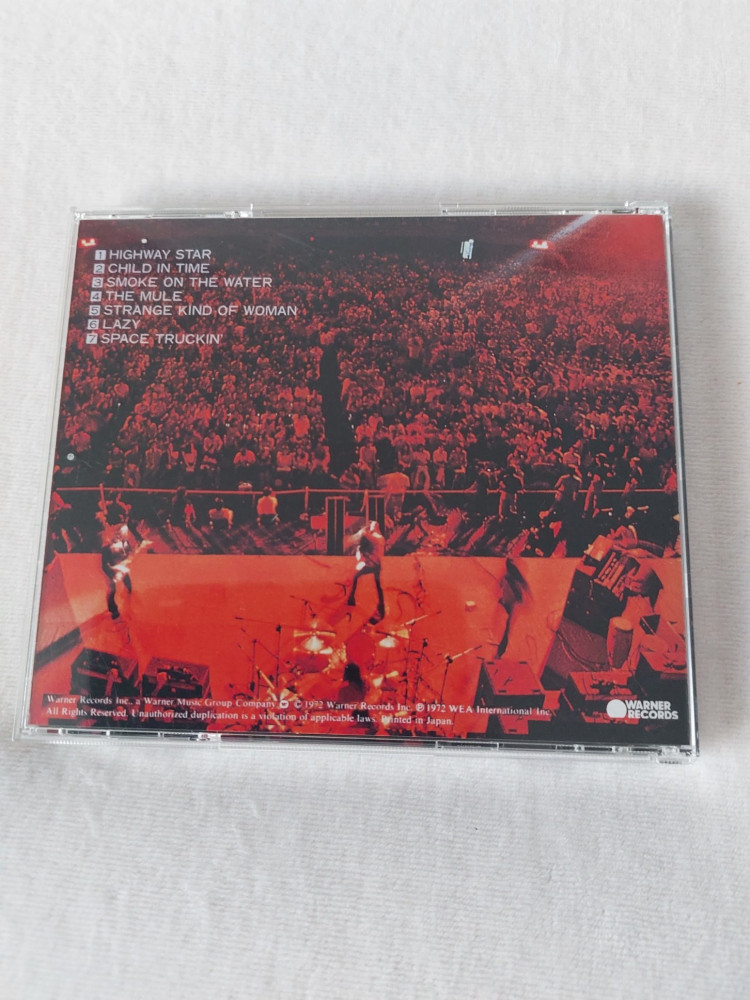 1 HIGHWAY STAR
2 CHILD IN TIME
3 SMOKE ON THE WATER
4 THE MULE
5 STRANGE KIND OF WOMAN
6 LAZY
7 SPACE TRUCKIN'
Warner Records Inc., a Warner Music Group Company. © 1972 Warner Records Inc. ℗ 1972 WEA International Inc.
All Rights Reserved. Unauthorized duplication is a violation of applicable laws. Printed in Japan.
WARNER
RECORDS